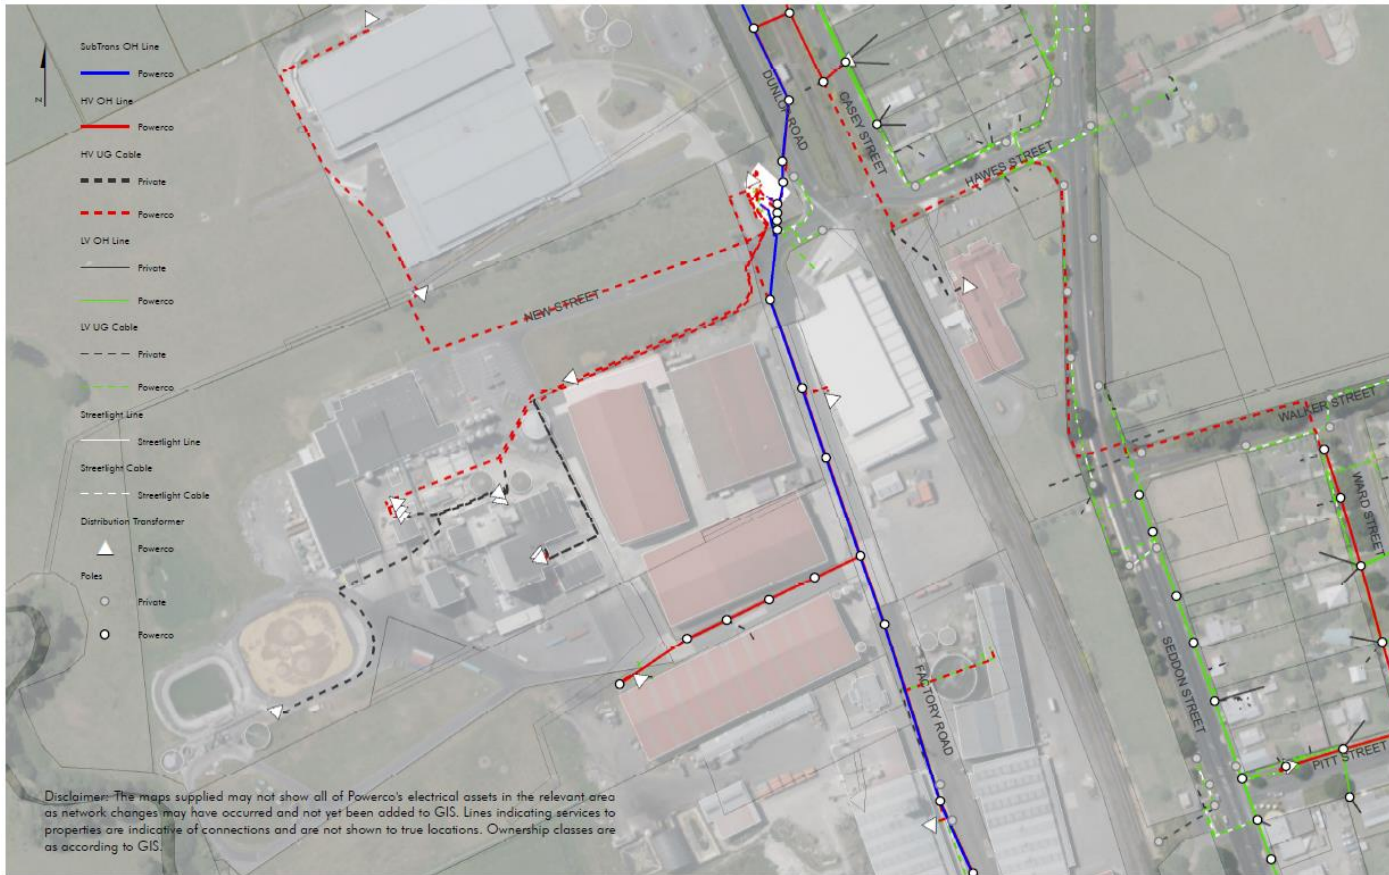 SubTrans OH Line
Powerco
HV OH Line
Powerco
HV UG Cable
Private
Powerco
LV OH Line
Private
Powerco
LV UG Cable
Private
Powerco
Streetlight Line
Streetlight Line
Streetlight Cable
Streetlight Cable
Distribution Transformer
Powerco
Poles
Private
Powerco
N
DUNLOP ROAD
CASEY STREET
HAWES STREET
NEW STREET
WALKER STREET
WARD STREET
SEDDON STREET
FACTORY ROAD
PITT STREET
Disclaimer: The maps supplied may not show all of Powerco's electrical assets in the relevant area
as network changes may have occurred and not yet been added to GIS. Lines indicating services to
properties are indicative of connections and are not shown to true locations. Ownership classes are
as according to GIS.